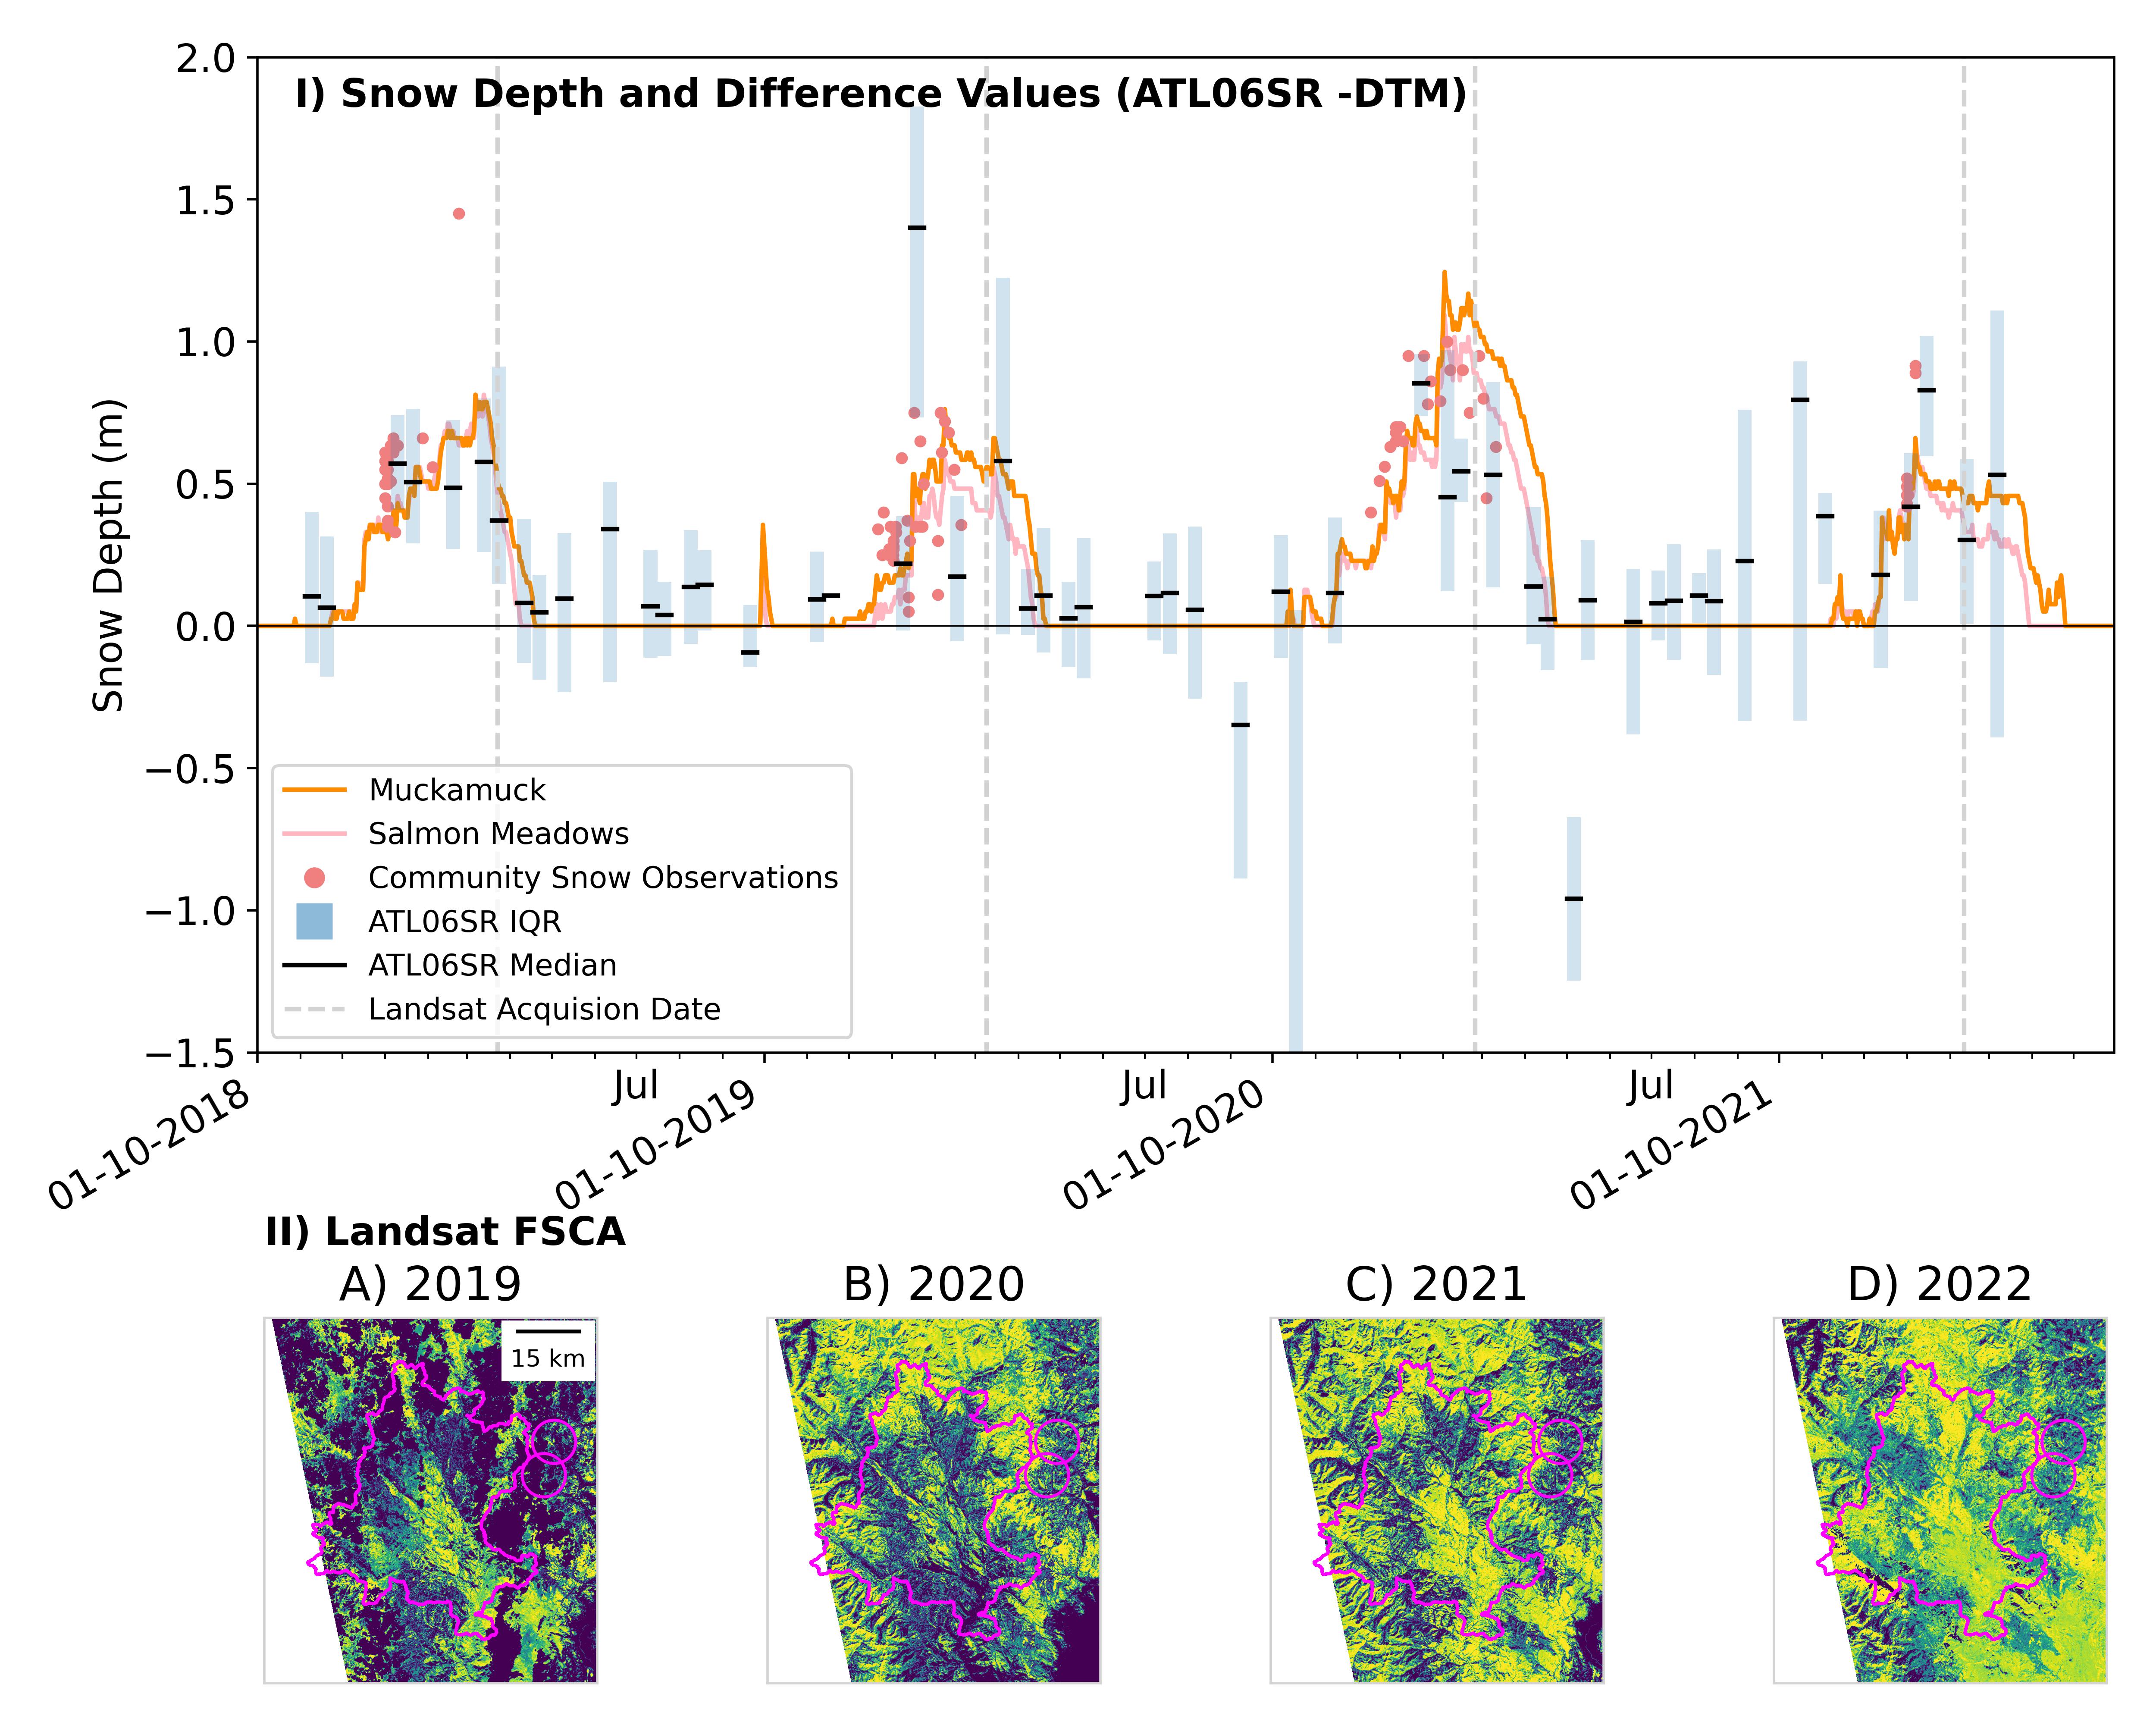 I) Snow Depth and Difference Values (ATL06SR -DTM)
2.0
1.5
1.0
0.5
0.0
−0.5
−1.0
−1.5
Snow Depth (m)
Muckamuck
Salmon Meadows
Community Snow Observations
ATL06SR IQR
ATL06SR Median
Landsat Acquision Date
Jul Jul Jul
01-10-2018 01-10-2019 01-10-2020 01-10-2021
II) Landsat FSCA
A) 2019 B) 2020 C) 2021 D) 2022
15 km